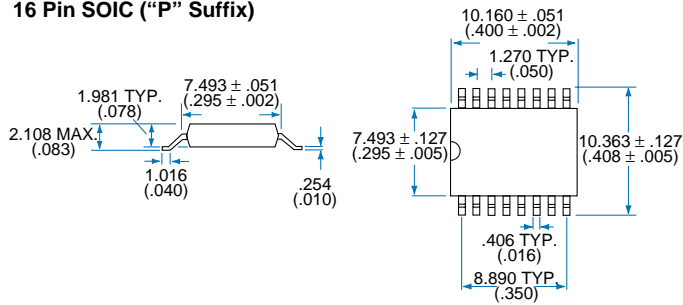 16 Pin SOIC (“P” Suffix)
10.160 ± .051
(.400 ± .002)
1.270 TYP.
(.050)
1.981 TYP.
(.078)
7.493 ± .051
(.295 ± .002)
2.108 MAX.
(.083)
1.016
(.040)
.254
(.010)
7.493 ± .127
(.295 ± .005)
10.363 ± .127
(.408 ± .005)
.406 TYP.
(.016)
8.890 TYP.
(.350)